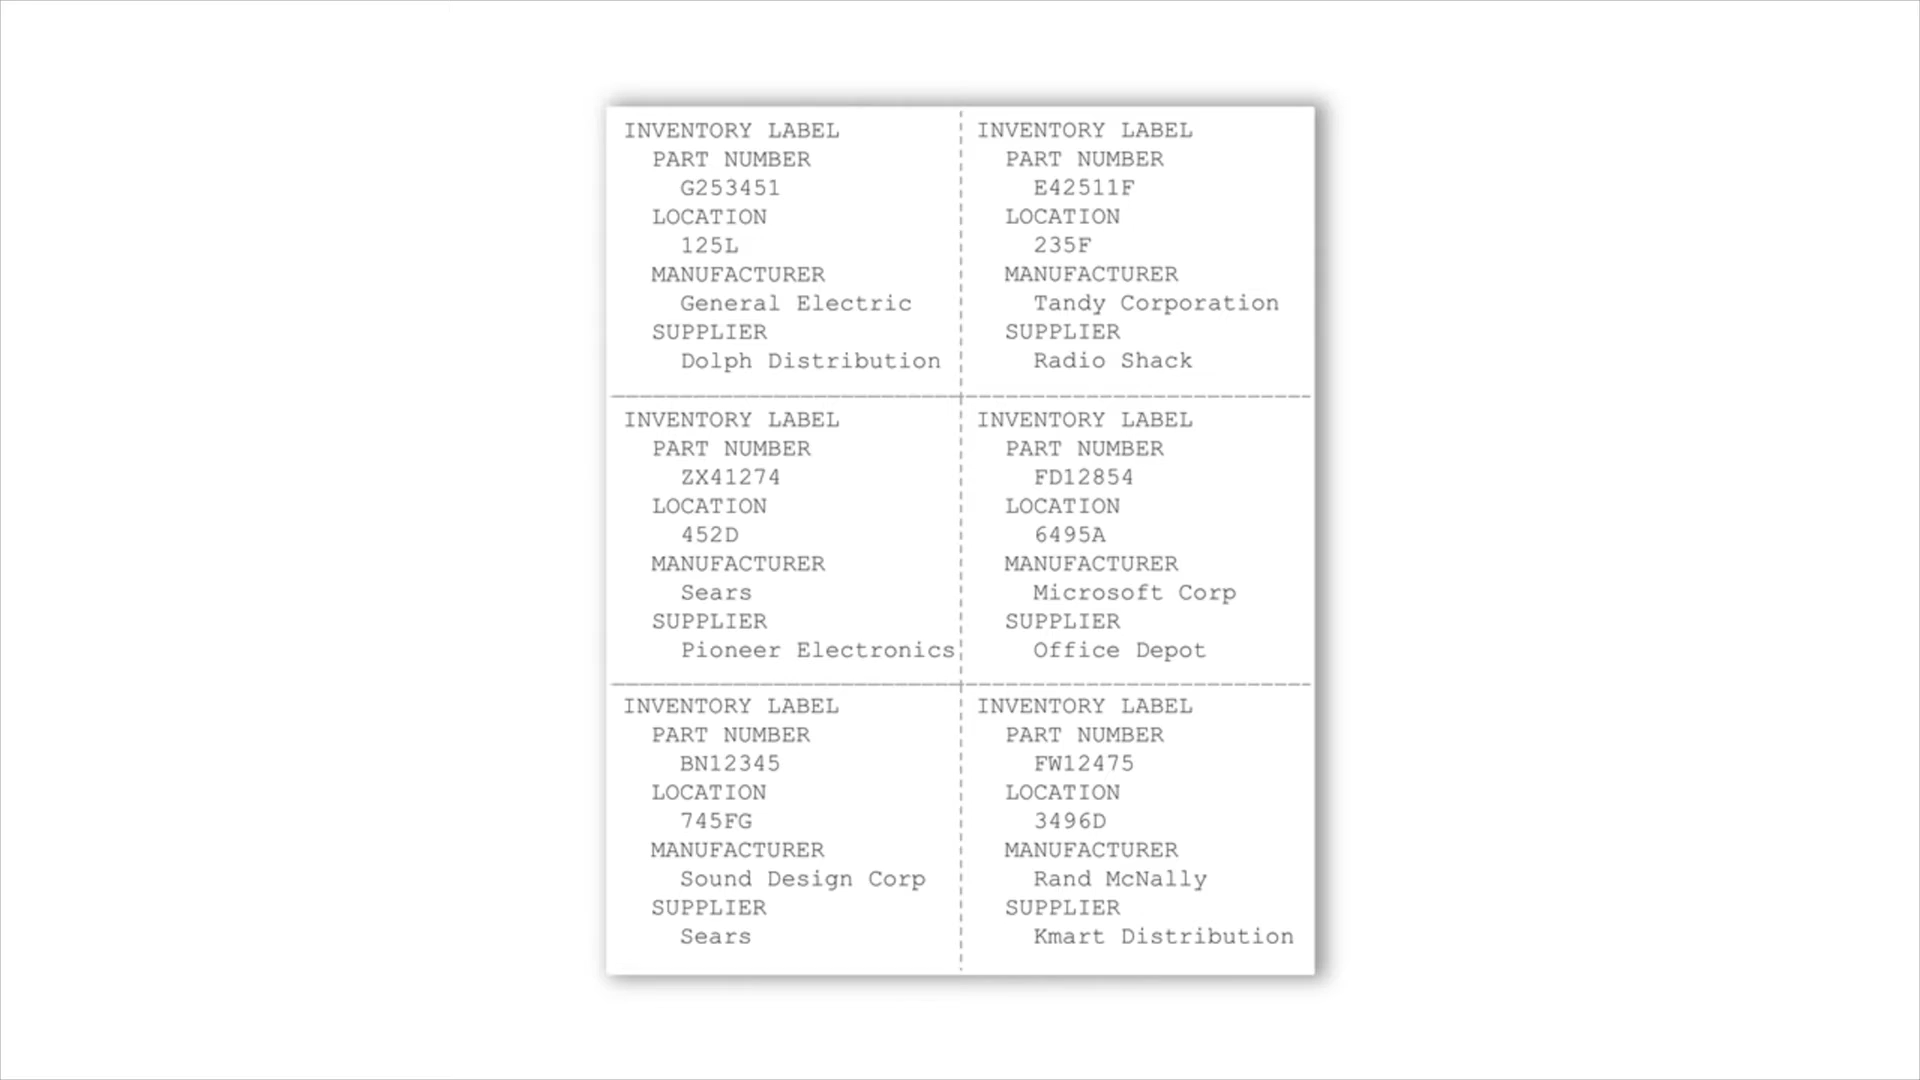 INVENTORY LABEL
PART NUMBER
G253451
LOCATION
125L
MANUFACTURER
General Electric
SUPPLIER
Dolph Distribution
INVENTORY LABEL
PART NUMBER
E42511F
LOCATION
235F
MANUFACTURER
Tandy Corporation
SUPPLIER
Radio Shack
INVENTORY LABEL
PART NUMBER
ZX41274
LOCATION
452D
MANUFACTURER
Sears
SUPPLIER
Pioneer Electronics
INVENTORY LABEL
PART NUMBER
FD12854
LOCATION
6495A
MANUFACTURER
Microsoft Corp
SUPPLIER
Office Depot
INVENTORY LABEL
PART NUMBER
BN12345
LOCATION
745FG
MANUFACTURER
Sound Design Corp
SUPPLIER
Sears
INVENTORY LABEL
PART NUMBER
FW12475
LOCATION
3496D
MANUFACTURER
Rand McNally
SUPPLIER
Kmart Distribution